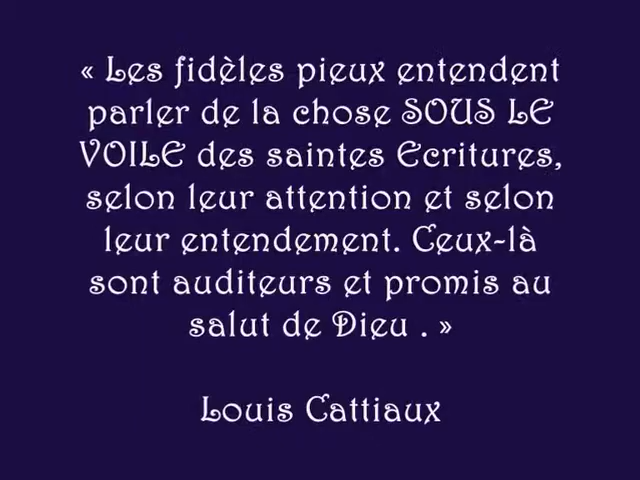 « Les fidèles pieux entendent
parler de la chose SOUS LE
VOILE des saintes Ecritures,
selon leur attention et selon
leur entendement. Ceux-là
sont auditeurs et promis au
salut de Dieu . »
Louis Cattiaux